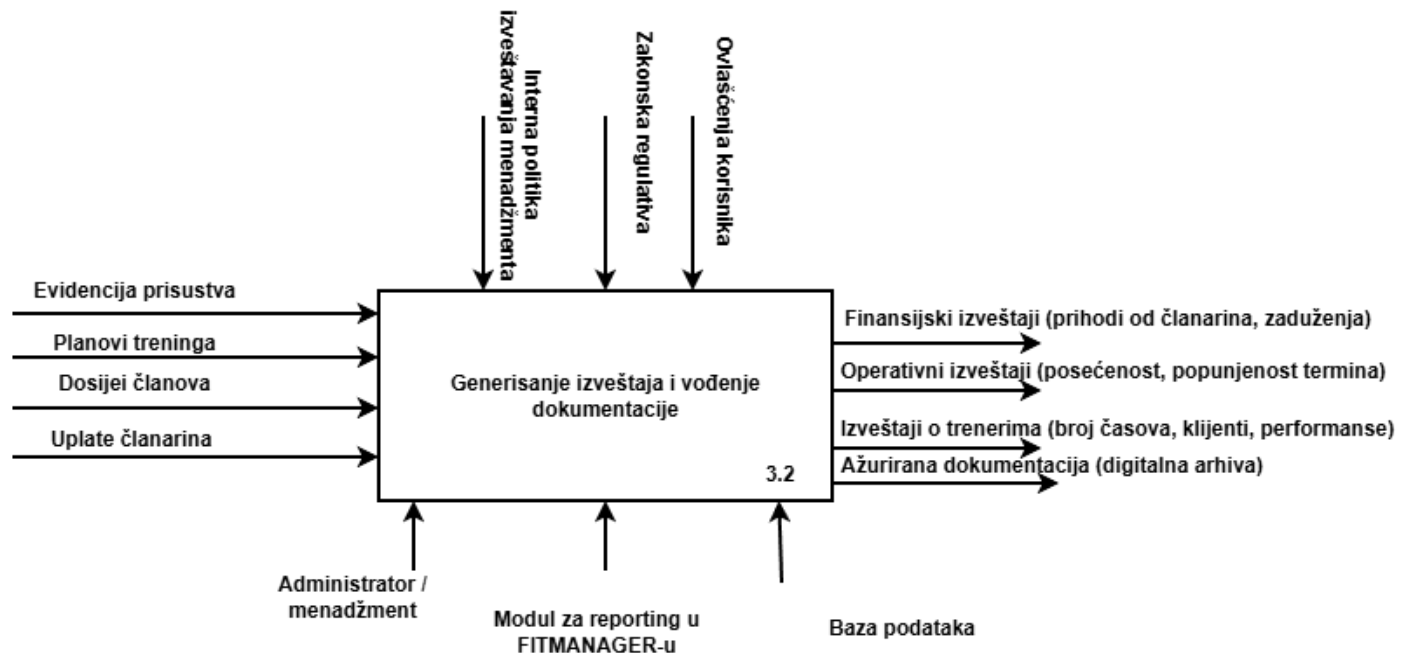 Interna politika
izveštavanja menadžmenta
Zakonska regulativa
Ovlašćenja korisnika
Evidencija prisustva
Planovi treninga
Dosijei članova
Uplate članarina
Generisanje izveštaja i vođenje
dokumentacije
3.2
Finansijski izveštaji (prihodi od članarina, zaduženja)
Operativni izveštaji (posećenost, popunjenost termina)
Izveštaji o trenerima (broj časova, klijenti, performanse)
Ažurirana dokumentacija (digitalna arhiva)
Administrator /
menadžment
Modul za reporting u
FITMANAGER-u
Baza podataka